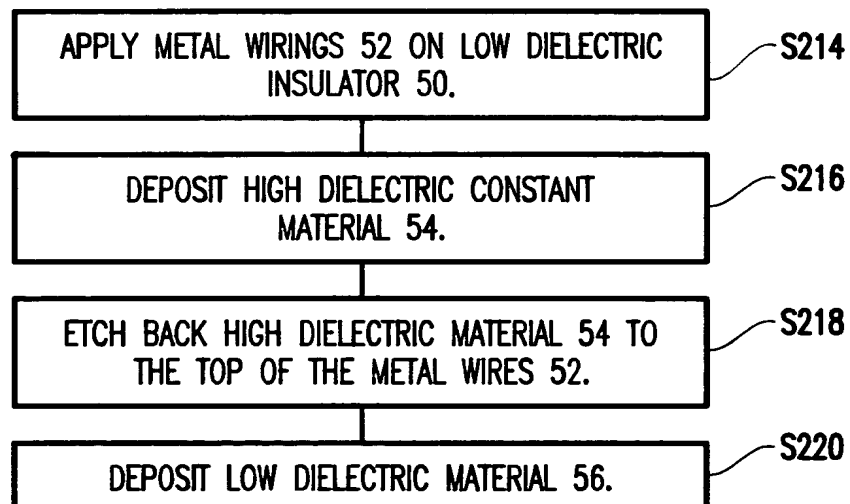 APPLY METAL WIRINGS 52 ON LOW DIELECTRIC
INSULATOR 50.
S214
DEPOSIT HIGH DIELECTRIC CONSTANT
MATERIAL 54.
S216
ETCH BACK HIGH DIELECTRIC MATERIAL 54 TO
THE TOP OF THE METAL WIRES 52.
S218
DEPOSIT LOW DIELECTRIC MATERIAL 56.
S220